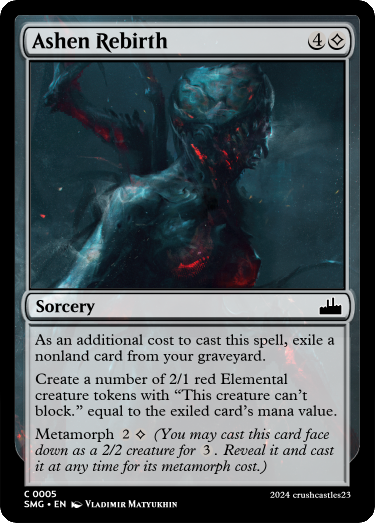 Ashen Rebirth 4
Sorcery
As an additional cost to cast this spell, exile a
nonland card from your graveyard.
Create a number of 2/1 red Elemental
creature tokens with “This creature can't
block.” equal to the exiled card's mana value.
Metamorph 2 (You may cast this card face
down as a 2/2 creature for 3 . Reveal it and cast
it at any time for its metamorph cost.)
C 0005
SMG • EN Vladimir Matyukhin
2024 crushcastles23